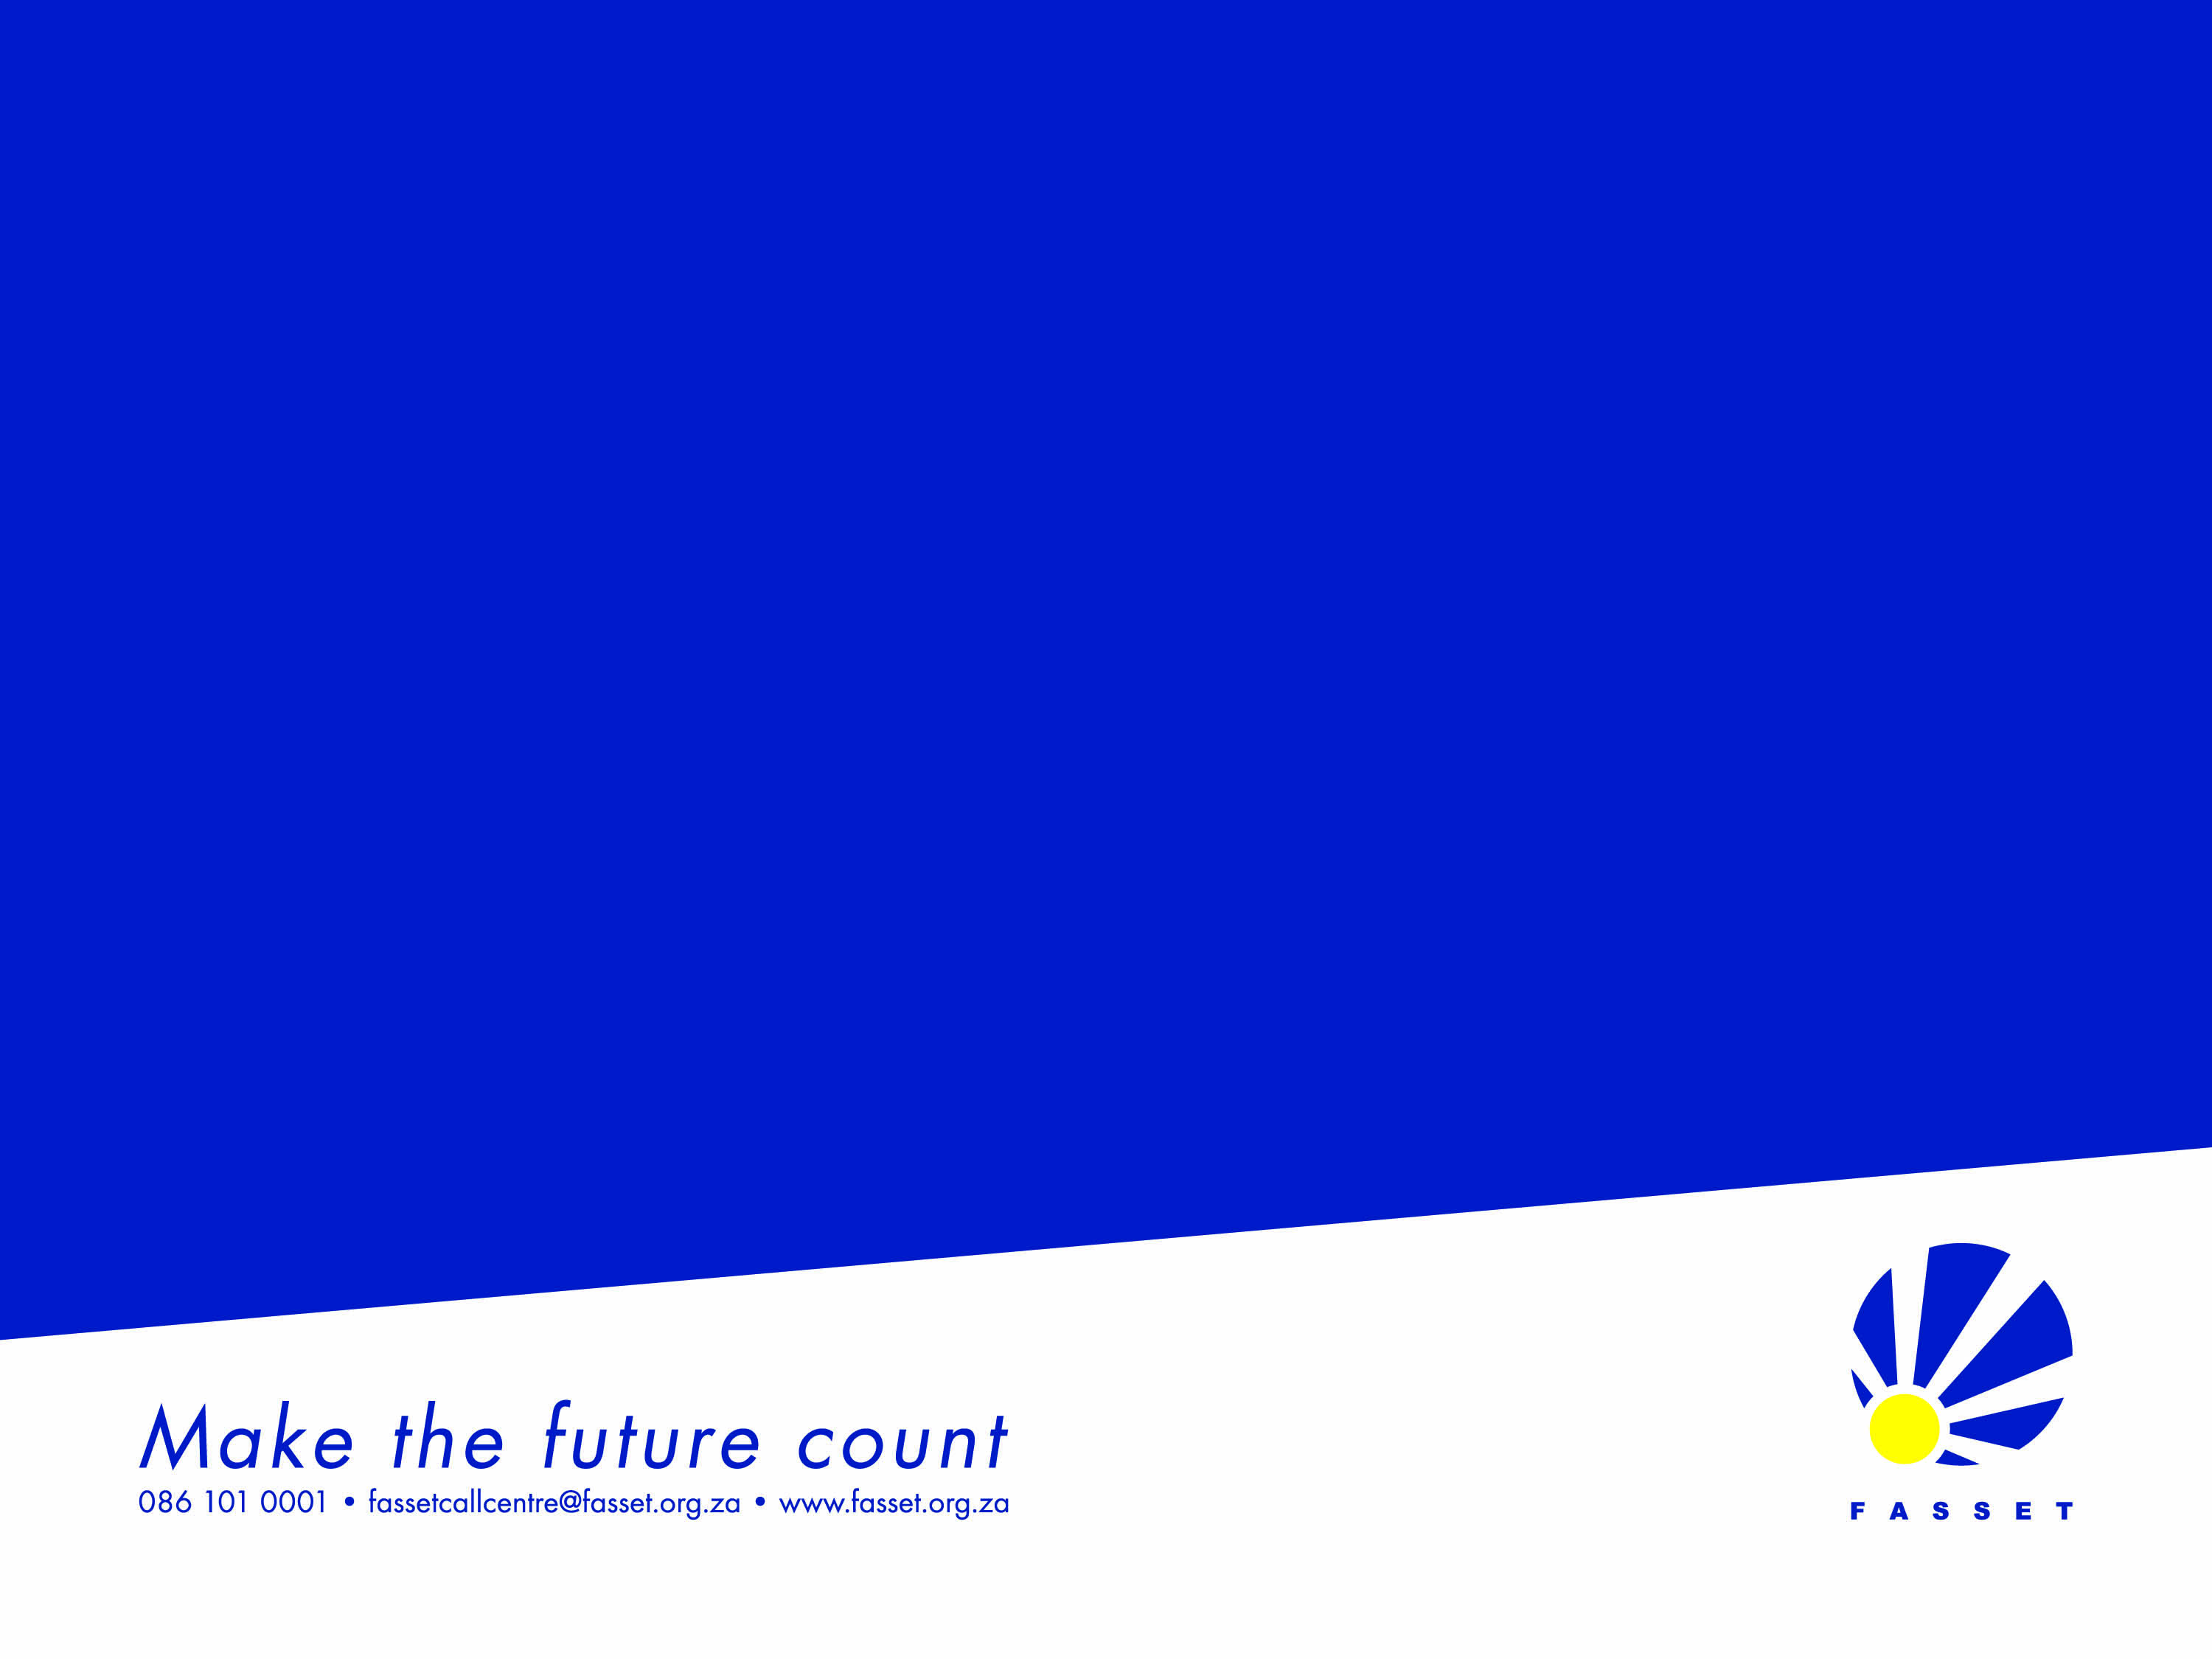 Make the future count
086 101 0001 • fassetcallcentre@fasset.org.za • www.fasset.org.za
FASSET